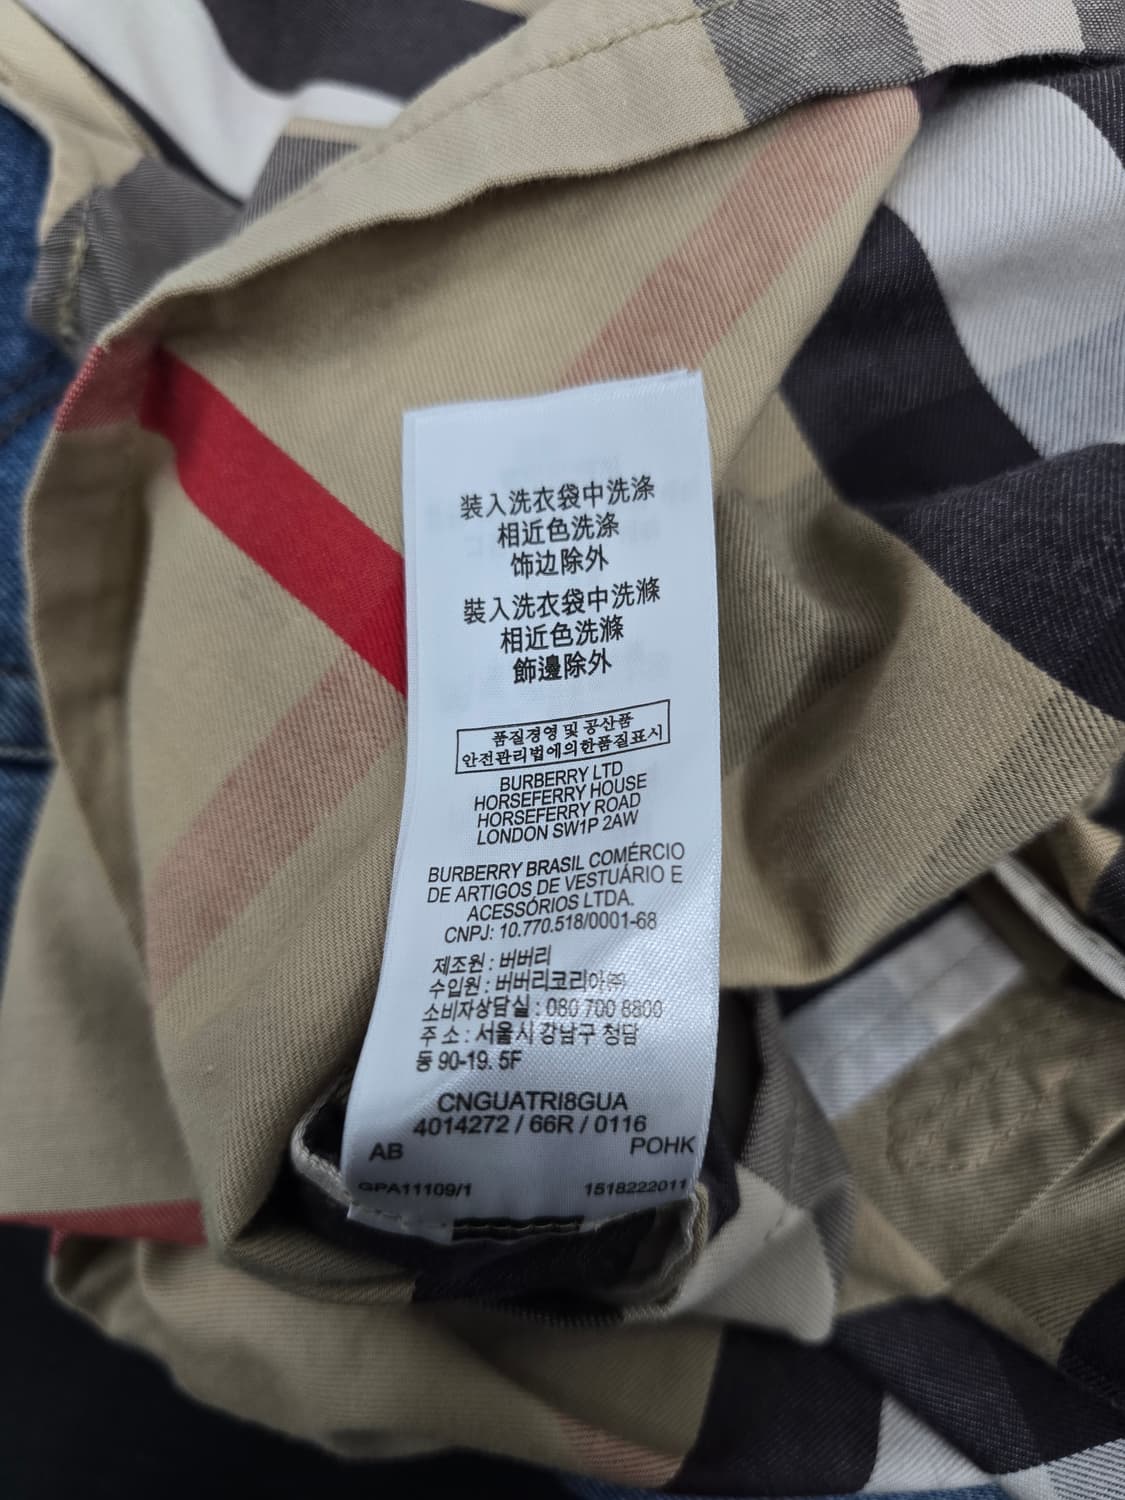 装入洗衣袋中洗涤
相近色洗涤
饰边除外
裝入洗衣袋中洗滌
相近色洗滌
飾邊除外
품질경영 및 공산품
안전관리법에의한품질표시
BURBERRY LTD
HORSEFERRY HOUSE
HORSEFERRY ROAD
LONDON SW1P 2AW
BURBERRY BRASIL COMÉRCIO
DE ARTIGOS DE VESTUÁRIO E
ACESSÓRIOS LTDA.
CNPJ: 10.770.518/0001-68
제조원 : 버버리
수입원 : 버버리코리아㈜
소비자상담실 : 080 700 8800
주 소 : 서울시 강남구 청담
동 90-19. 5F
CNGUATRI8GUA
4014272 / 66R / 0116
AB POHK
GPA11109/1 1518222011